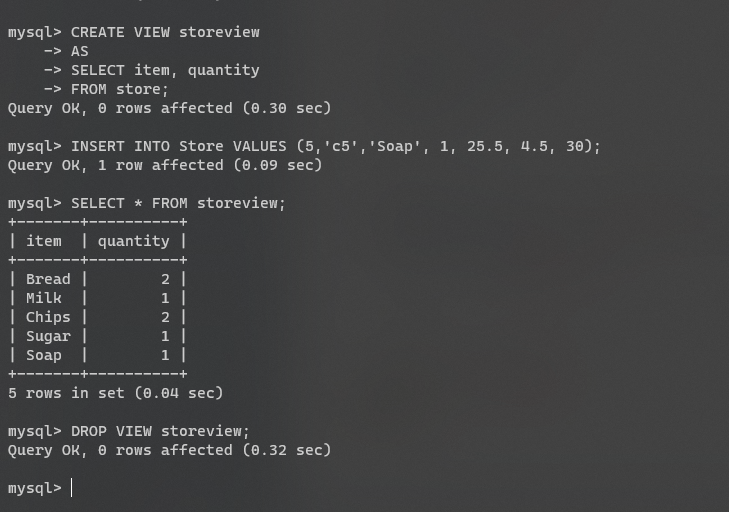 mysql> CREATE VIEW storeview
    -> AS
    -> SELECT item, quantity
    -> FROM store;
Query OK, 0 rows affected (0.30 sec)

mysql> INSERT INTO Store VALUES (5,'c5','Soap', 1, 25.5, 4.5, 30);
Query OK, 1 row affected (0.09 sec)

mysql> SELECT * FROM storeview;
+-------+----------+
| item  | quantity |
+-------+----------+
| Bread |        2 |
| Milk  |        1 |
| Chips |        2 |
| Sugar |        1 |
| Soap  |        1 |
+-------+----------+
5 rows in set (0.04 sec)

mysql> DROP VIEW storeview;
Query OK, 0 rows affected (0.32 sec)

mysql>